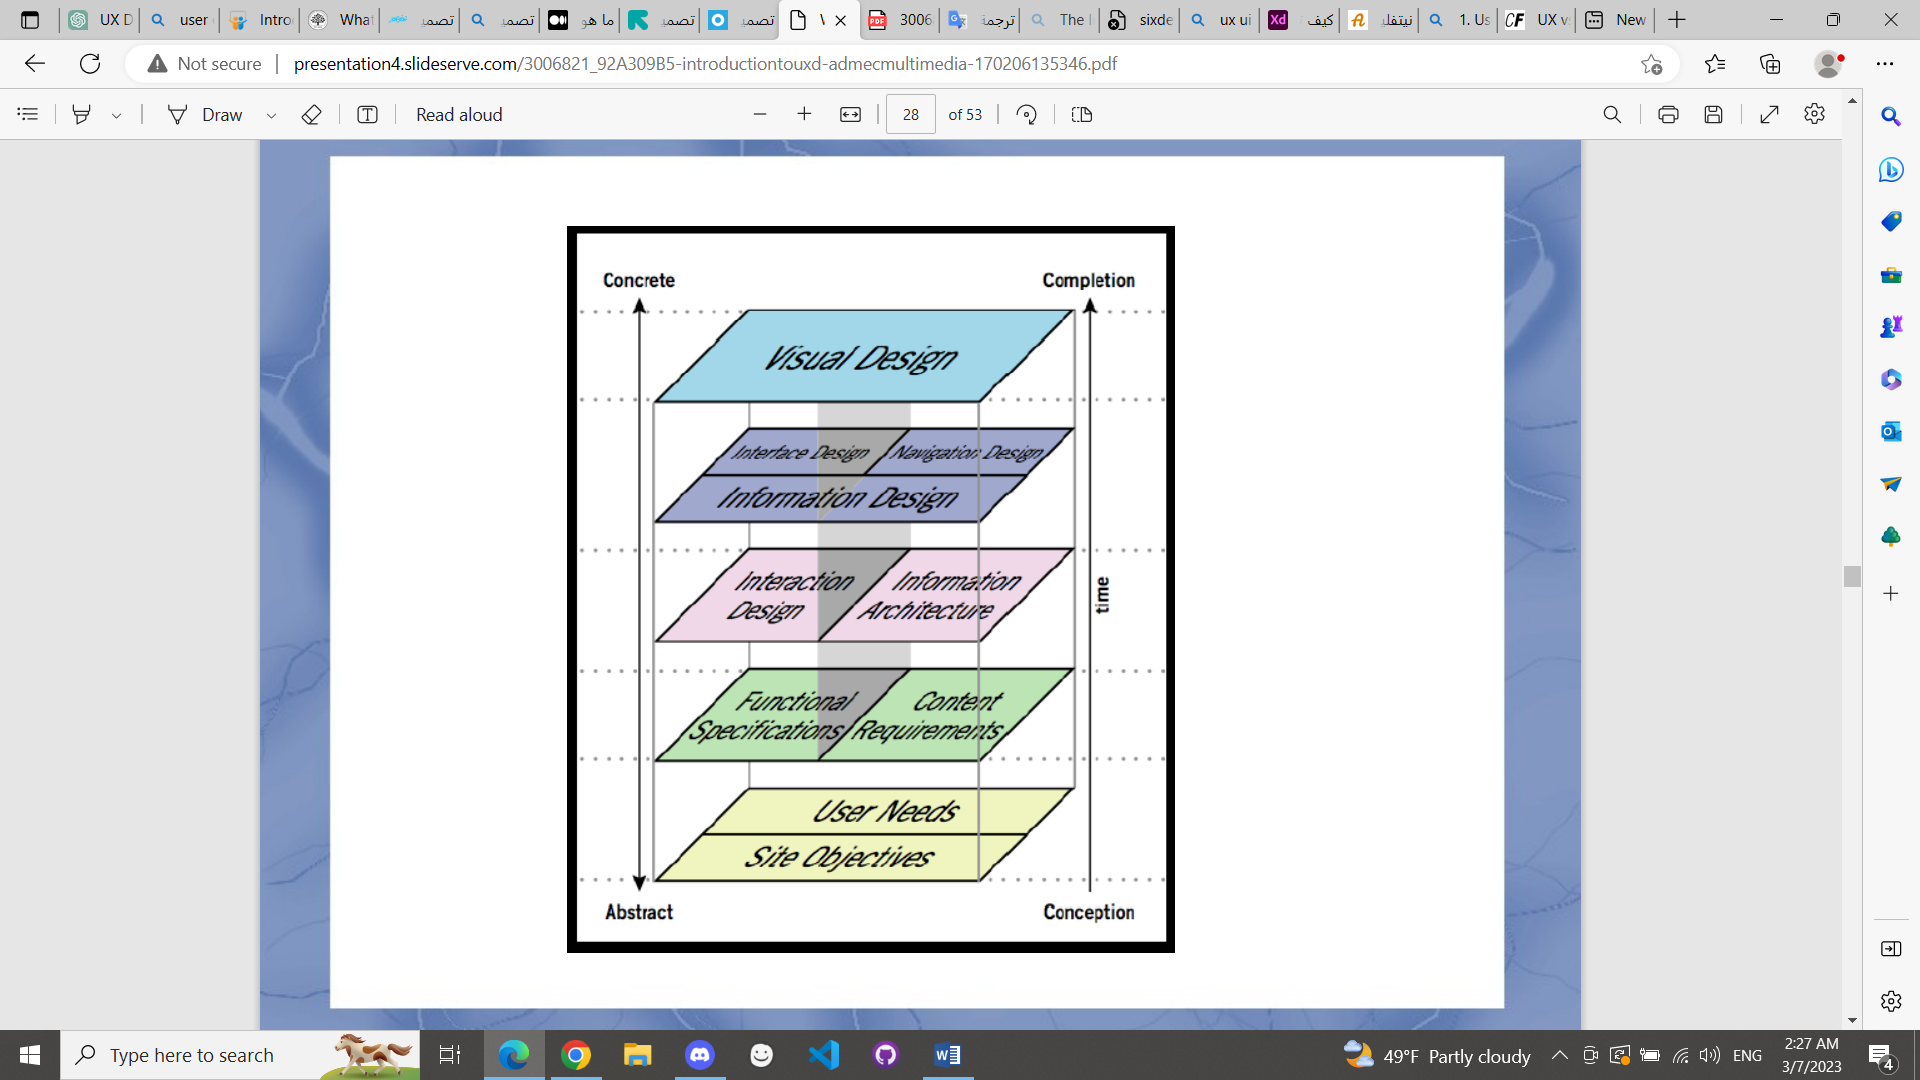 UX D
user
Intro
What
تصمي
تصمي
ما هو
تصمي
تصمي
3006
ترجمة
The
sixde
ux ui
Xd
كيف
نيتفلي
1. Us
CF
UX v
New
Not secure
presentation4.slideserve.com/3006821_92A309B5-introductiontouxd-admecmultimedia-170206135346.pdf
Draw
Read aloud
28
of 53
Concrete
Completion
Visual Design
Interface Design
Navigation Design
Information Design
Interaction
Design
Information
Architecture
time
Functional
Specifications
Content
Requirements
User Needs
Site Objectives
Abstract
Conception
Type here to search
49°F Partly cloudy
ENG
2:27 AM
3/7/2023
4